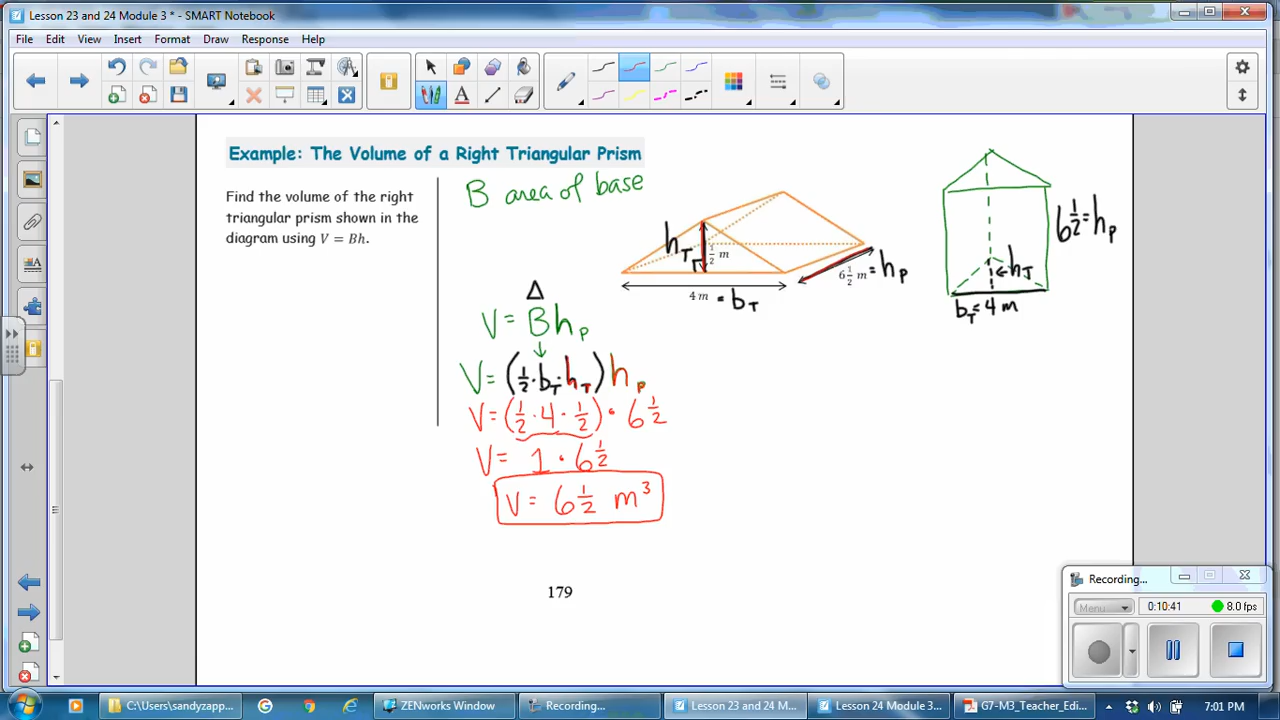 Lesson 23 and 24 Module 3 * - SMART Notebook
File Edit View Insert Format Draw Response Help
Example: The Volume of a Right Triangular Prism
Find the volume of the right
triangular prism shown in the
diagram using V = Bh.
B area of base
h_T
1/2 m
4 m = b_T
6 1/2 m = h_P
6 1/2 = h_P
h_T
b_T = 4 m
Δ
V = B h_P
↓
V = (1/2 · b_T · h_T) h_P
V = (1/2 · 4 · 1/2) · 6 1/2
V = 1 · 6 1/2
V = 6 1/2 m³
179
Recording...
Menu
0:10:41
8.0 fps
C:\Users\sandyzapp...
ZENworks Window
Recording...
Lesson 23 and 24 M...
Lesson 24 Module 3...
G7-M3_Teacher_Edi...
7:01 PM